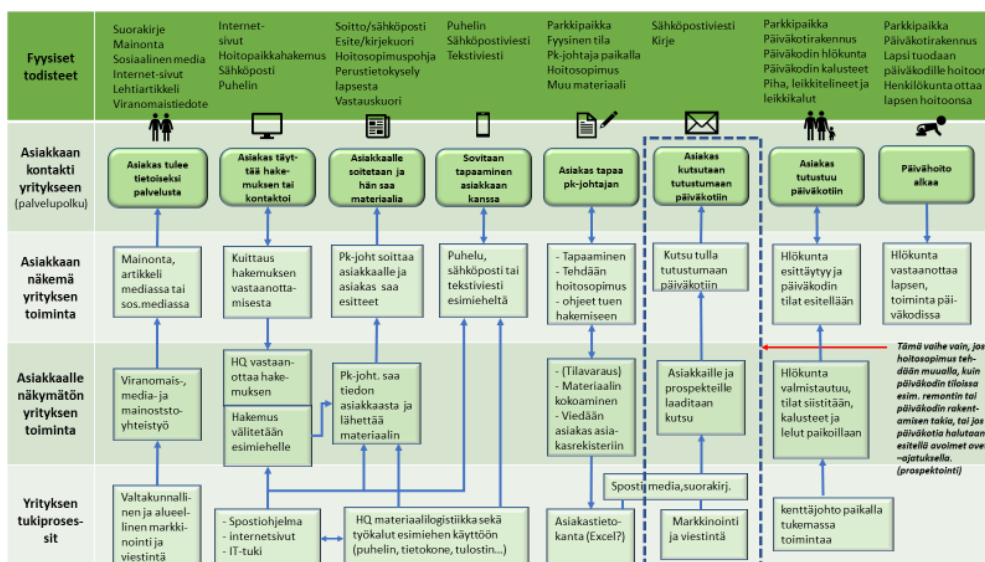 Fyysiset
todisteet
Suorakirje
Mainonta
Sosiaalinen media
Internet-sivut
Lehtiartikkeli
Viranomaistiedote
Internet-
sivut
Hoitopaikkahakemus
Sähköposti
Puhelin
Soitto/sähköposti
Esite/kirjekuori
Hoitosopimuspohja
Perustietokysely
lapsesta
Vastauskuori
Puhelin
Sähköpostiviesti
Tekstiviesti
Parkkipaikka
Fyysinen tila
Pk-johtaja paikalla
Hoitosopimus
Muu materiaali
Sähköpostiviesti
Kirje
Parkkipaikka
Päiväkotirakennus
Päiväkodin hlökunta
Päiväkodin kalusteet
Piha, leikkitelineet ja
leikkikalut
Parkkipaikka
Päiväkotirakennus
Lapsi tuodaan
päiväkodille hoitoon
Henkilökunta ottaa
lapsen hoitoonsa
Asiakkaan
kontakti
yritykseen
(palvelupolku)
Asiakas tulee
tietoiseksi
palvelusta
Asiakas täyt-
tää hake-
muksen tai
kontaktoi
Asiakkaalle
soitetaan ja
hän saa
materiaalia
Sovitaan
tapaaminen
asiakkaan
kanssa
Asiakas tapaa
pk-johtajan
Asiakas
kutsutaan
tutustumaan
päiväkotiin
Asiakas
tutustuu
päiväkotiin
Päivähoito
alkaa
Asiakkaan
näkemä
yrityksen
toiminta
Mainonta,
artikkeli
mediassa tai
sos.mediassa
Kuittaus
hakemuksen
vastaanotta-
misesta
Pk-joht soittaa
asiakkaalle ja
asiakas saa
esitteet
Puhelu,
sähköposti tai
tekstiviesti
esimieheltä
- Tapaaminen
- Tehdään
hoitosopimus
- ohjeet tuen
hakemiseen
Kutsu tulla
tutustumaan
päiväkotiin
Hlökunta
esittäytyy ja
päiväkodin
tilat esitellään
Hlökunta
vastaanottaa
lapsen,
toiminta päi-
väkodissa
Asiakkaalle
näkymätön
yrityksen
toiminta
Viranomais-,
media- ja
mainoststo-
yhteistyö
HQ vastaan-
ottaa hake-
muksen
Hakemus
välitetään
esimiehelle
Pk-joht. saa
tiedon
asiakkaasta ja
lähettää
materiaalin
- (Tilavaraus)
- Materiaalin
kokoaminen
- Viedään
asiakas asia-
kasrekisteriin
Asiakkaille ja
prospekteille
laaditaan
kutsu
Hlökunta
valmistautuu,
tilat siistitään,
kalusteet ja
lelut paikoillaan
Tämä vaihe vain, jos
hoitosopimus teh-
dään muualla, kuin
päiväkodin tiloissa
esim. remontin tai
päiväkodin rakent-
amisen takia, tai jos
päiväkotia halutaan
esitellä avoimet ovet
–ajatuksella.
(prospektointi)
Yrityksen
tukiproses-
sit
Valtakunnalli-
nen ja alueel-
linen markki-
nointi ja
viestintä
- Spostiohjelma
- internetsivut
- IT-tuki
HQ materiaalilogistiikka sekä
työkalut esimiehen käyttöön
(puhelin, tietokone, tulostin...)
Sposti media,suorakirj.
Asiakastieto-
kanta (Excel?)
Markkinointi
ja viestintä
kenttäjohto paikalla
tukemassa
toimintaa